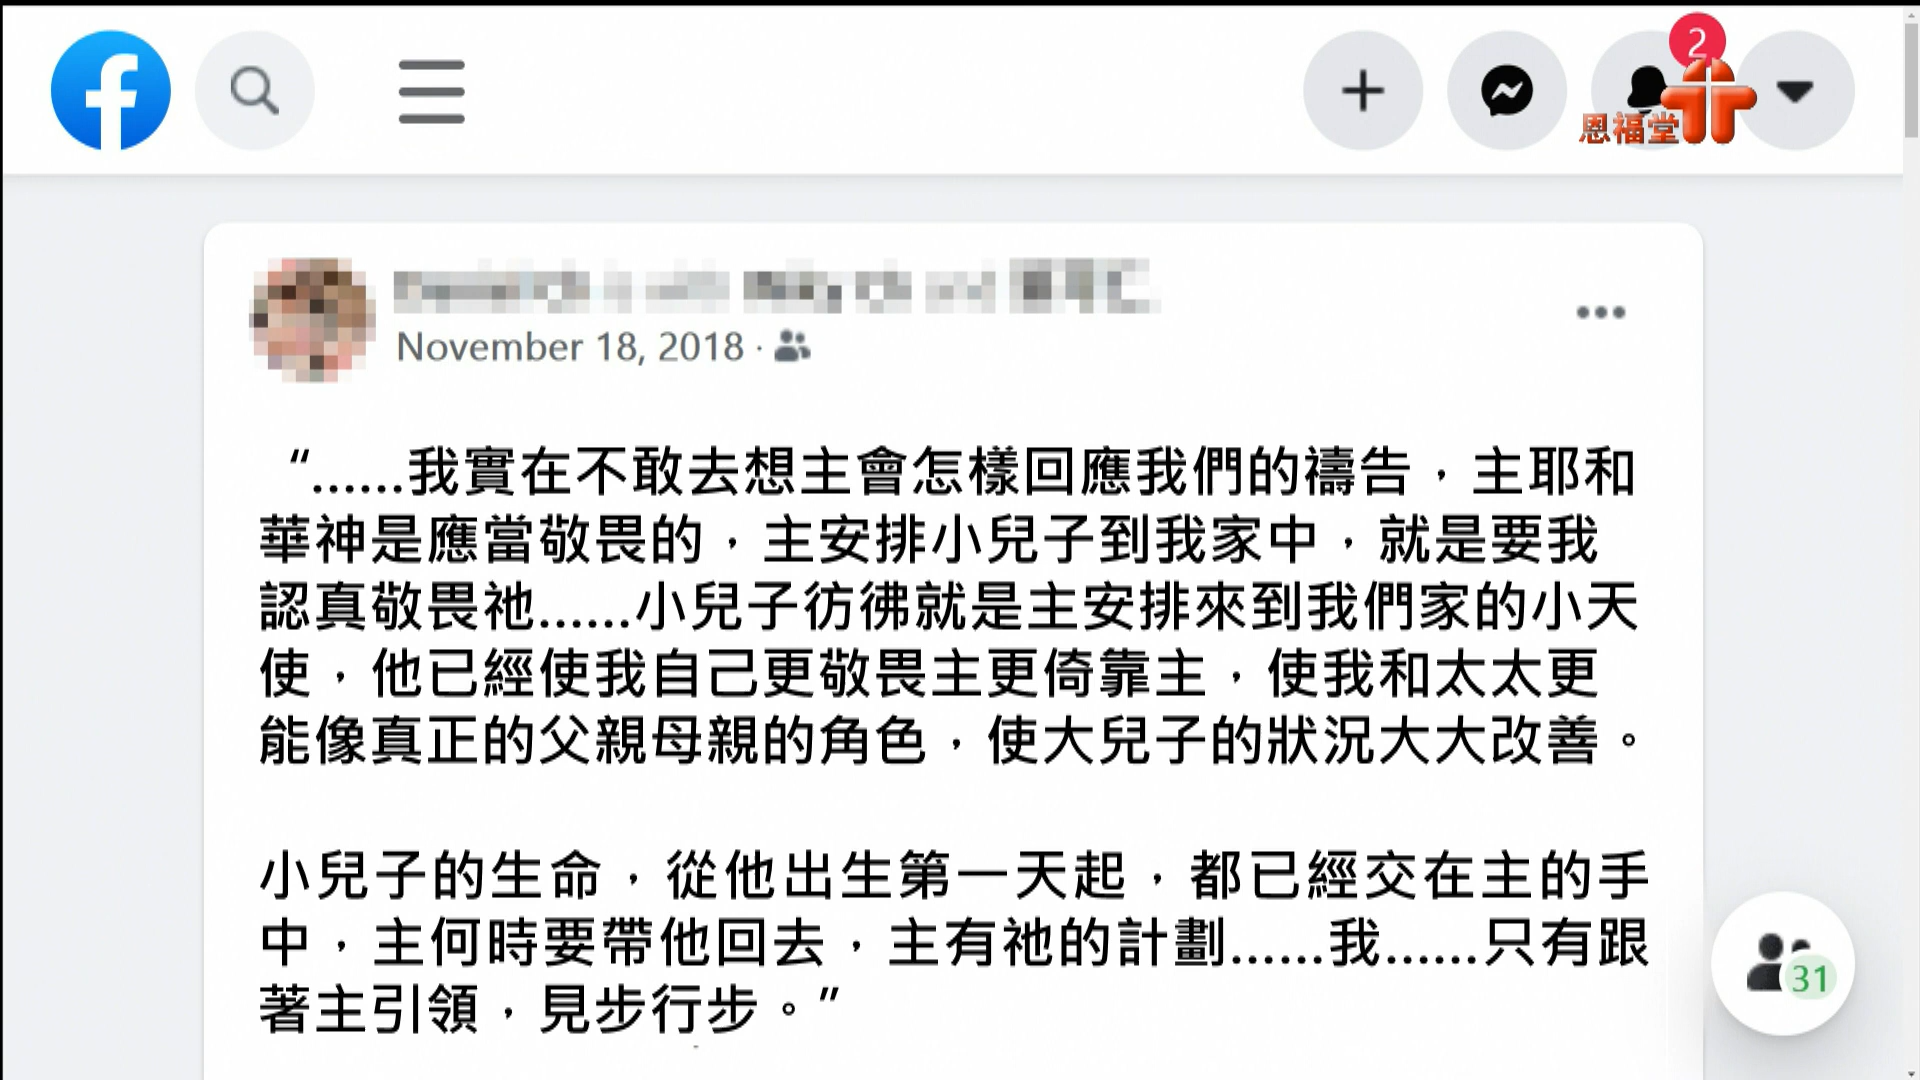 2
恩福堂
November 18, 2018 ·
“......我實在不敢去想主會怎樣回應我們的禱告，主耶和
華神是應當敬畏的，主安排小兒子到我家中，就是要我
認真敬畏祂......小兒子彷彿就是主安排來到我們家的小天
使，他已經使我自己更敬畏主更倚靠主，使我和太太更
能像真正的父親母親的角色，使大兒子的狀況大大改善。
小兒子的生命，從他出生第一天起，都已經交在主的手
中，主何時要帶他回去，主有祂的計劃......我......只有跟
著主引領，見步行步。”
31